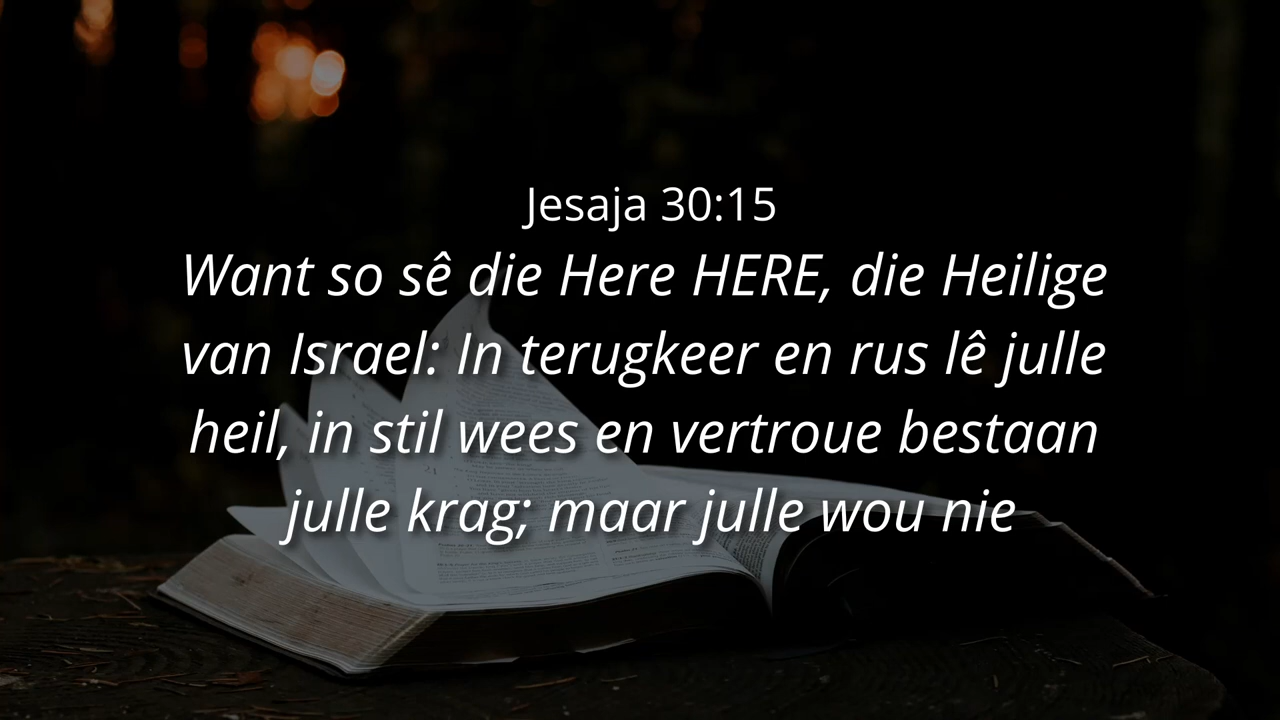 Jesaja 30:15
Want so sê die Here HERE, die Heilige
van Israel: In terugkeer en rus lê julle
heil, in stil wees en vertroue bestaan
julle krag; maar julle wou nie